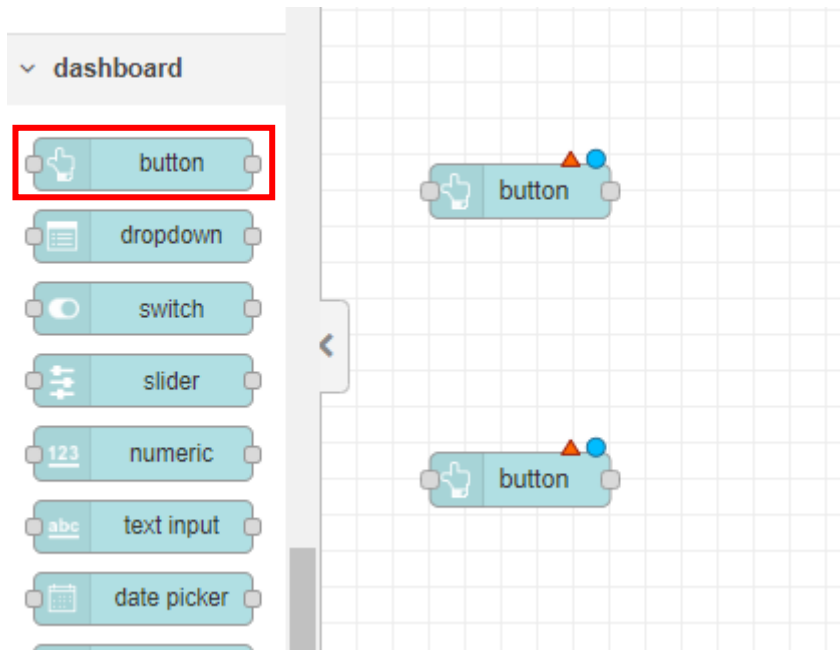 dashboard
button
dropdown
switch
slider
123
numeric
abc
text input
date picker
button
button